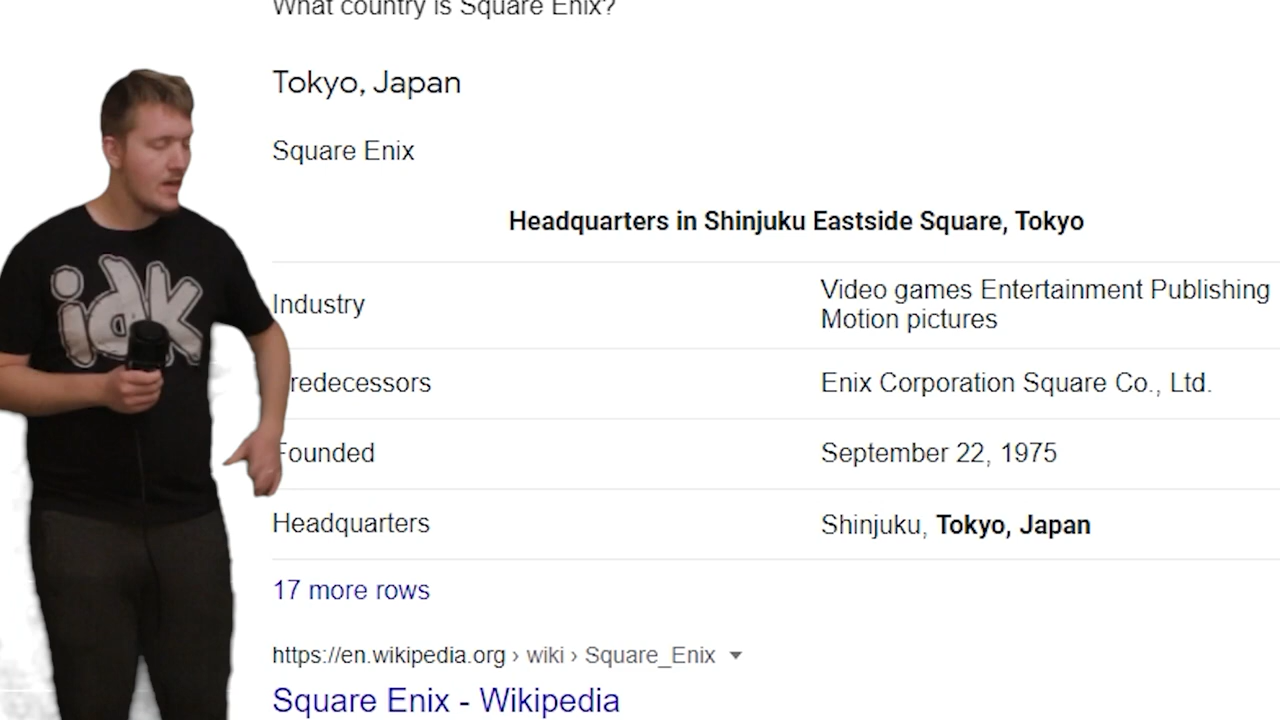 What country is Square Enix?
Tokyo, Japan
Square Enix
Headquarters in Shinjuku Eastside Square, Tokyo
idk
Industry
Video games Entertainment Publishing
Motion pictures
Predecessors
Enix Corporation Square Co., Ltd.
Founded
September 22, 1975
Headquarters
Shinjuku, Tokyo, Japan
17 more rows
https://en.wikipedia.org › wiki › Square_Enix
Square Enix - Wikipedia